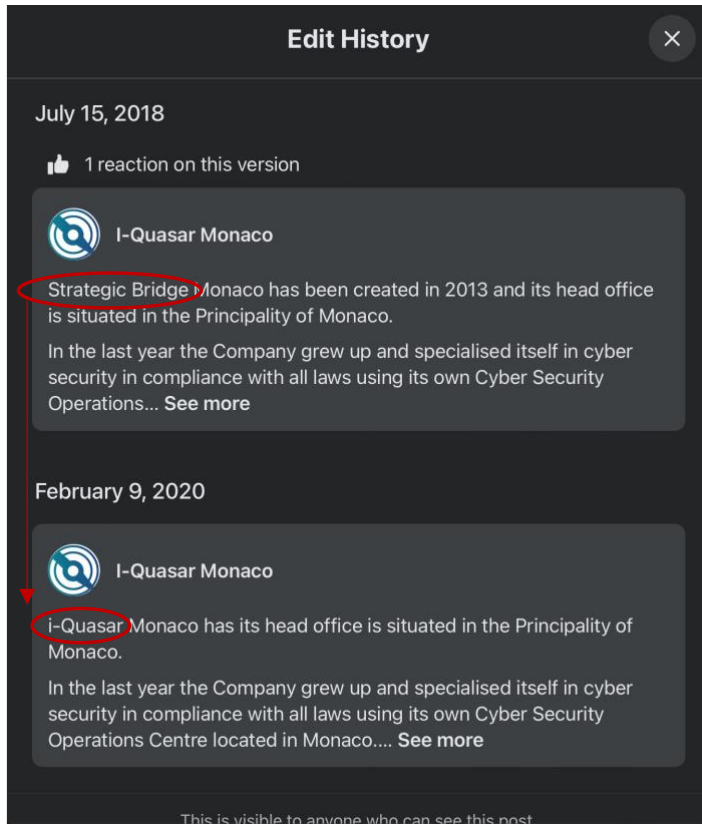 Edit History
July 15, 2018
1 reaction on this version
I-Quasar Monaco
Strategic Bridge Monaco has been created in 2013 and its head office
is situated in the Principality of Monaco.
In the last year the Company grew up and specialised itself in cyber
security in compliance with all laws using its own Cyber Security
Operations... See more
February 9, 2020
I-Quasar Monaco
i-Quasar Monaco has its head office is situated in the Principality of
Monaco.
In the last year the Company grew up and specialised itself in cyber
security in compliance with all laws using its own Cyber Security
Operations Centre located in Monaco.... See more
This is visible to anyone who can see this post